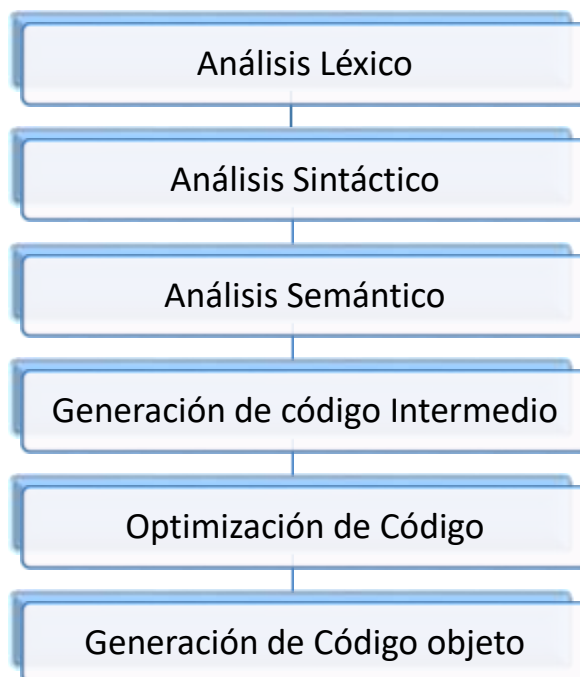 Análisis Léxico
Análisis Sintáctico
Análisis Semántico
Generación de código Intermedio
Optimización de Código
Generación de Código objeto